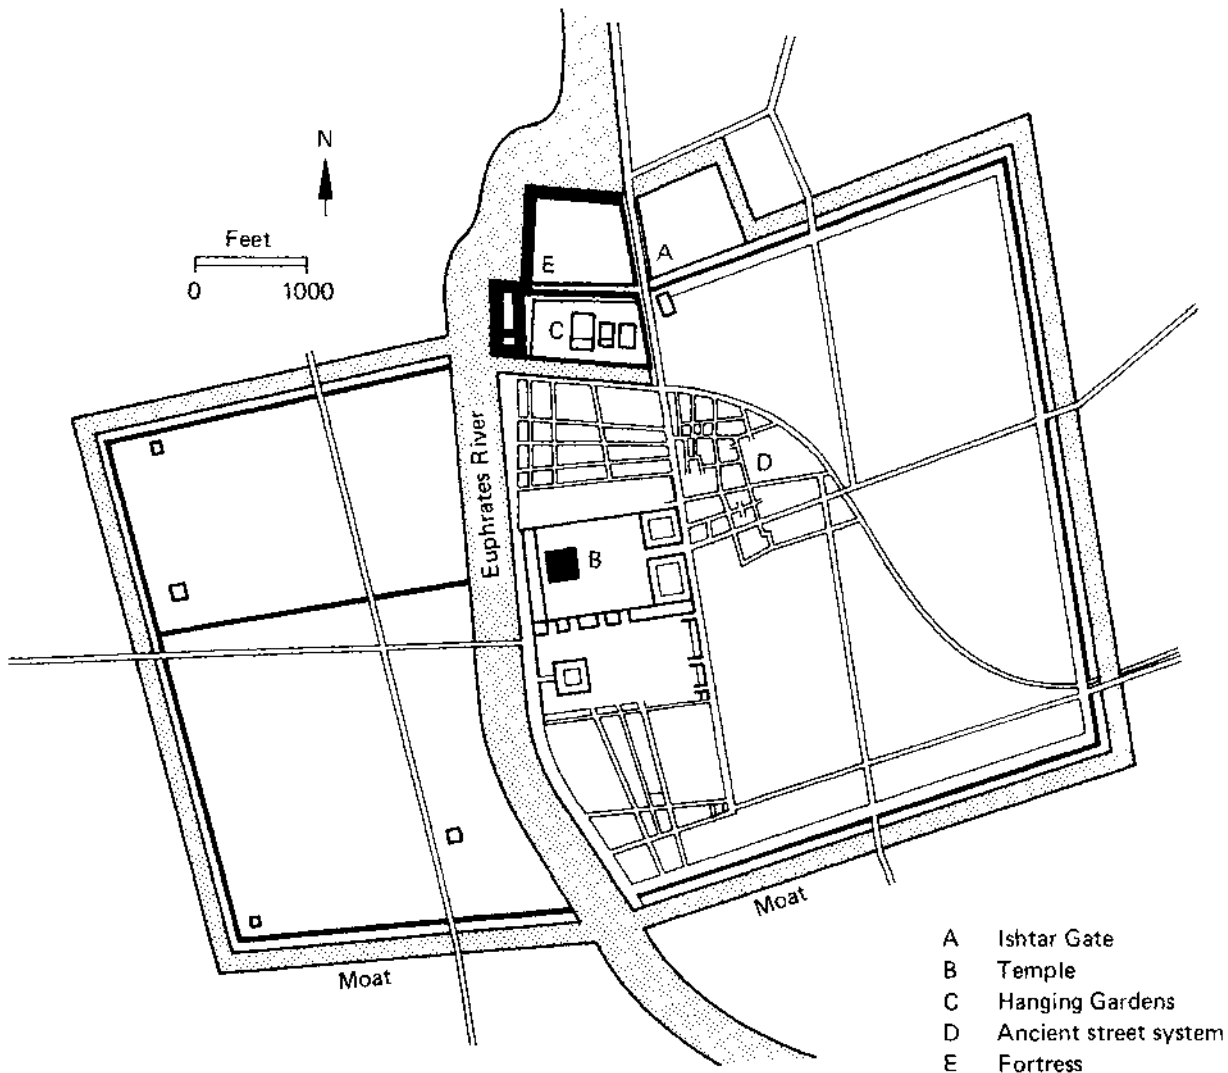 N
Feet
0 1000
A
E
C
Euphrates River
D
B
Moat
Moat
A Ishtar Gate
B Temple
C Hanging Gardens
D Ancient street system
E Fortress